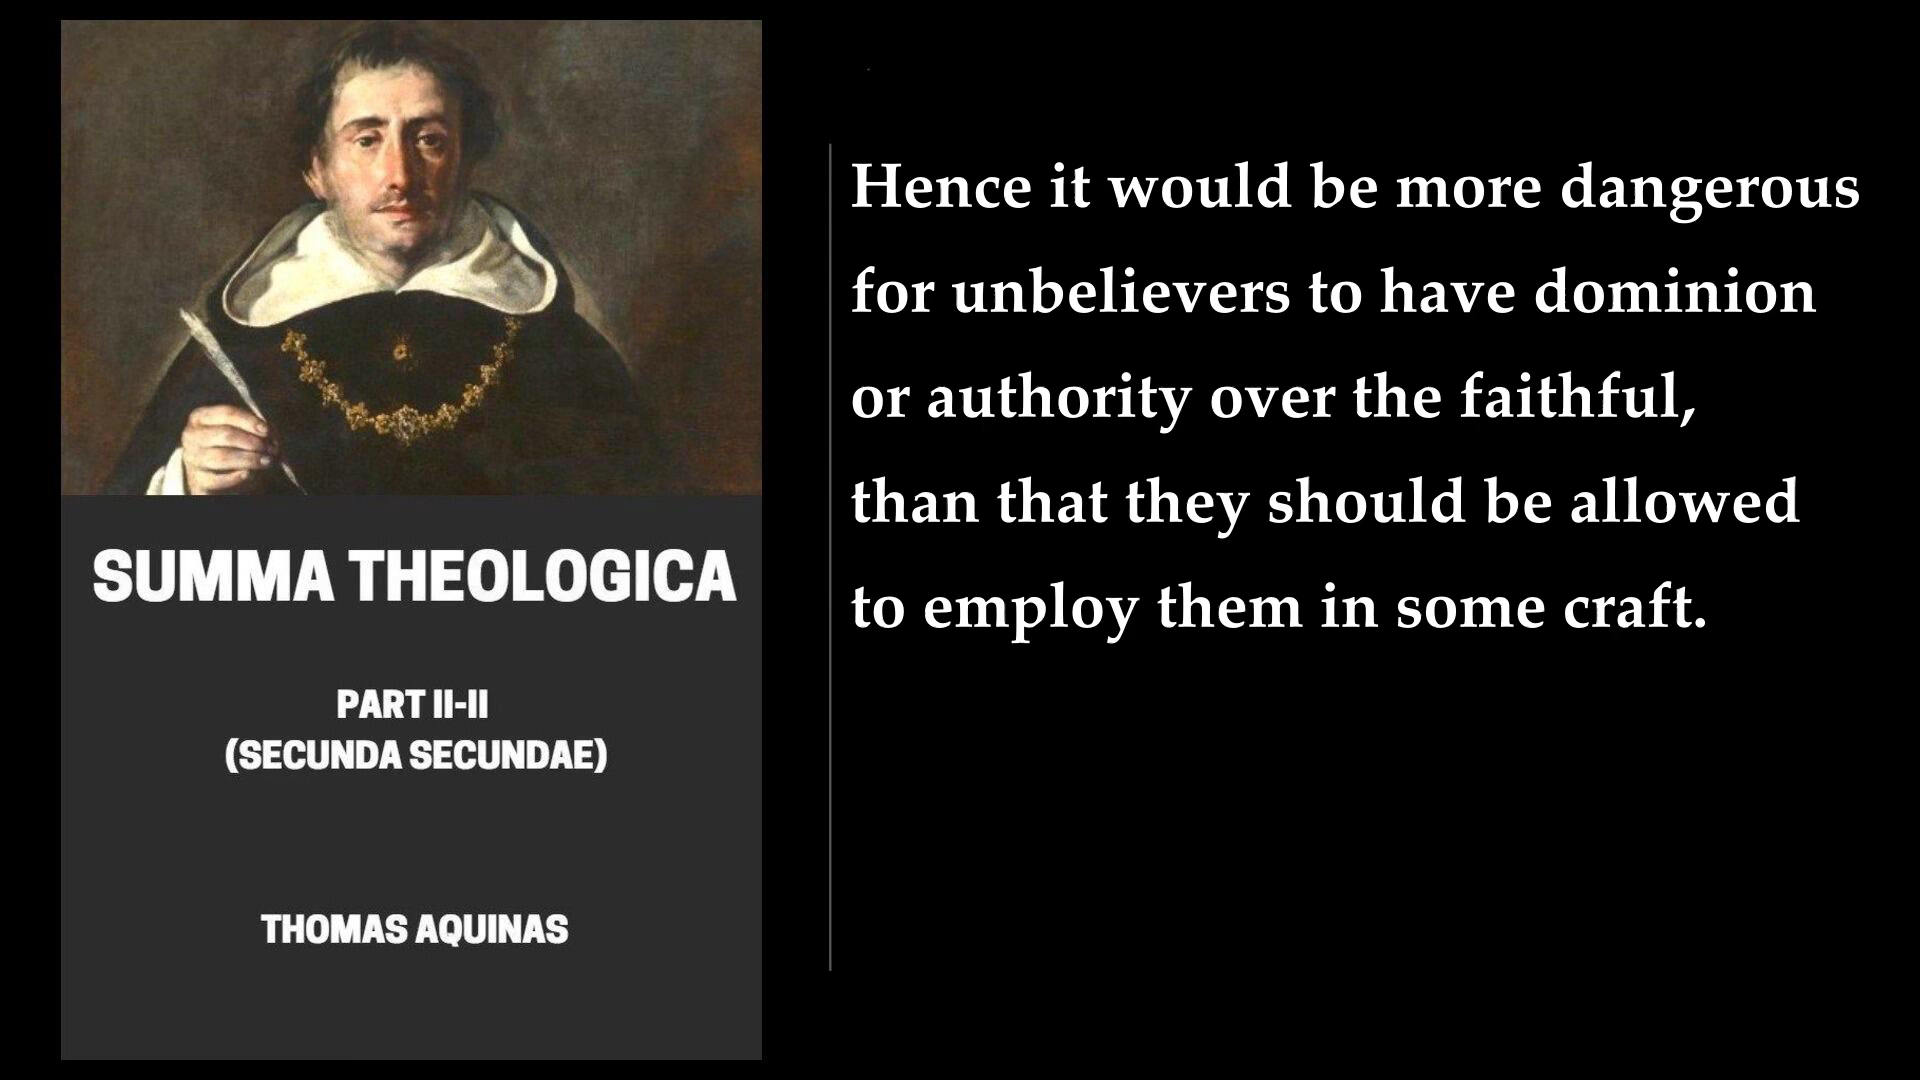 SUMMA THEOLOGICA
PART II-II
(SECUNDA SECUNDAE)
THOMAS AQUINAS
Hence it would be more dangerous
for unbelievers to have dominion
or authority over the faithful,
than that they should be allowed
to employ them in some craft.